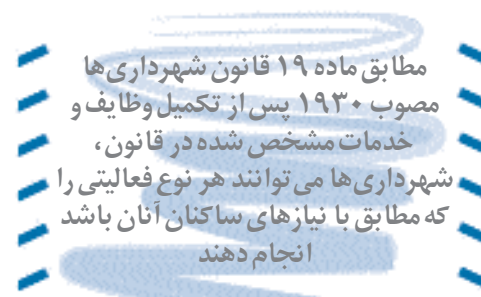 مطابق ماده ۱۹ قانون شهرداری‌ها
مصوب ۱۹۳۰ پس از تکمیل وظایف و
خدمات مشخص شده در قانون،
شهرداری‌ها می‌توانند هر نوع فعالیتی را
که مطابق با نیازهای ساکنان آنان باشد
انجام دهند